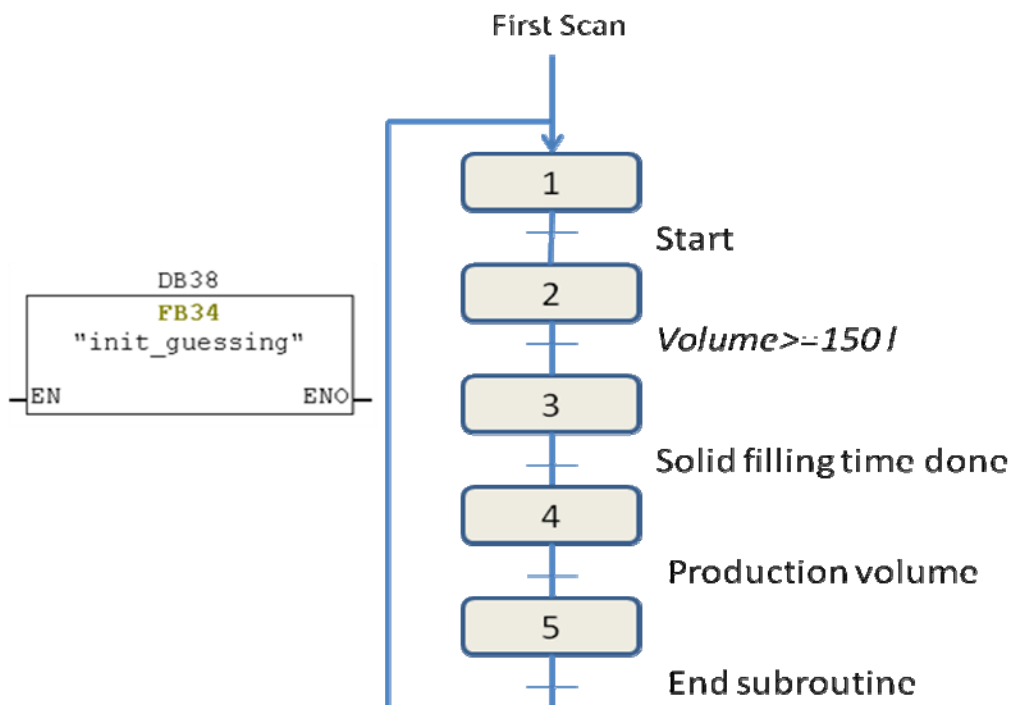 First Scan
1
Start
DB38
FB34
"init_guessing"
EN ENO
2
Volume>=150 l
3
Solid filling time done
4
Production volume
5
End subroutine